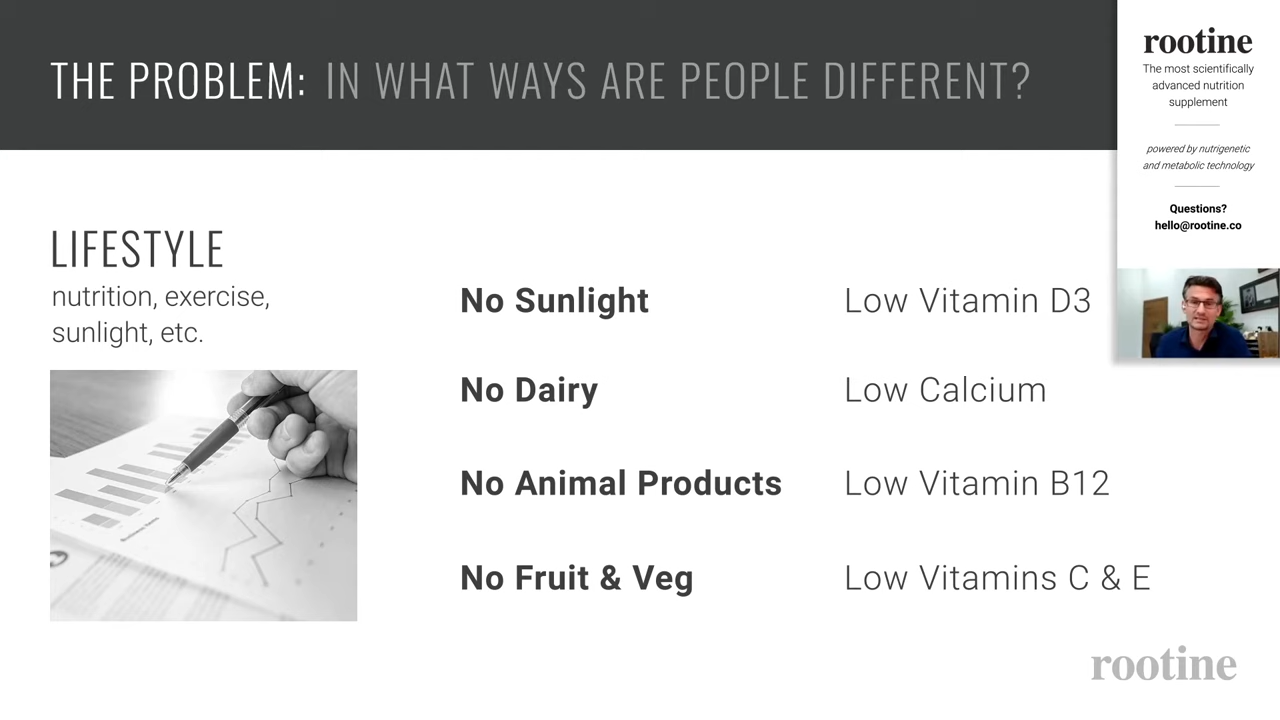 THE PROBLEM: IN WHAT WAYS ARE PEOPLE DIFFERENT?
rootine
The most scientifically
advanced nutrition
supplement
powered by nutrigenetic
and metabolic technology
Questions?
hello@rootine.co
LIFESTYLE
nutrition, exercise,
sunlight, etc.
No Sunlight Low Vitamin D3
No Dairy Low Calcium
No Animal Products Low Vitamin B12
No Fruit & Veg Low Vitamins C & E
rootine